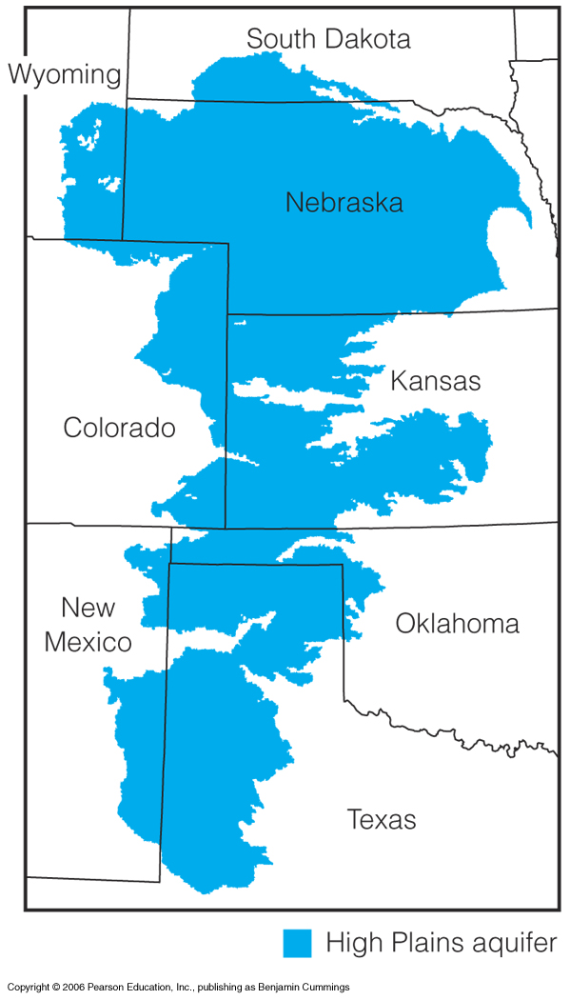 South Dakota
Wyoming
Nebraska
Kansas
Colorado
New
Mexico
Oklahoma
Texas
High Plains aquifer
Copyright © 2006 Pearson Education, Inc., publishing as Benjamin Cummings